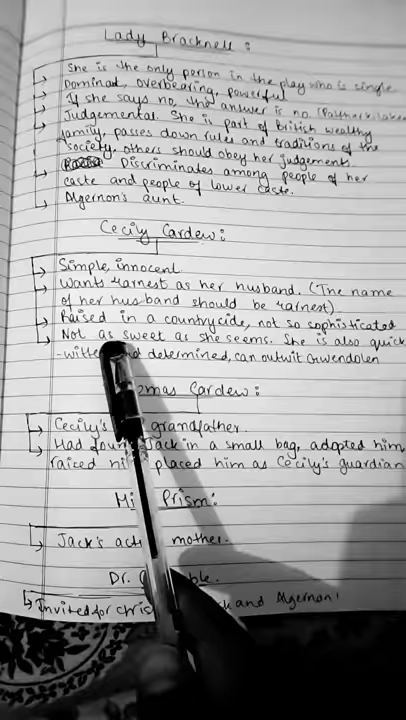 Lady Bracknell:
She is the only person in the play who is single
Dominant, overbearing, powerful
If she says no, the answer is no.
Judgemental. She is part of British wealthy
family, passes down rules and traditions of the
society, others should obey her judgement.
Discriminates among people of her
caste and people of lower caste.
Algernon's aunt.
Cecily Cardew:
Simple, innocent
Wants Earnest as her husband. (The name
of her husband should be Earnest)
Raised in a countrycide, not so sophisticated
Not as sweet as she seems. She is also quick
-witted and determined, can outwit Gwendolen
Cardew:
Cecily's grandfather.
Had found Jack in a small bag, adopted him
raiced placed him as Cecily's guardian
Prism:
Jack's mother.
Dr.
Invited for and Algernon